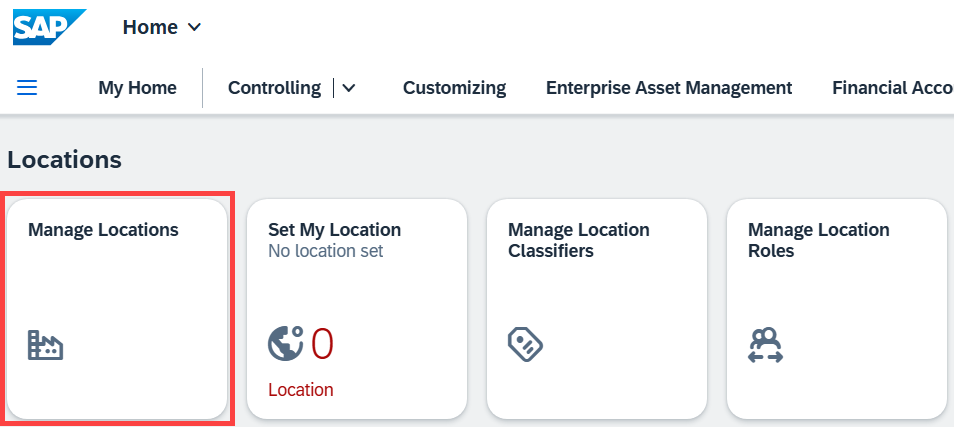 SAP Home
My Home Controlling Customizing Enterprise Asset Management Financial Acco
Locations
Manage Locations
Set My Location
No location set
0
Location
Manage Location
Classifiers
Manage Location
Roles